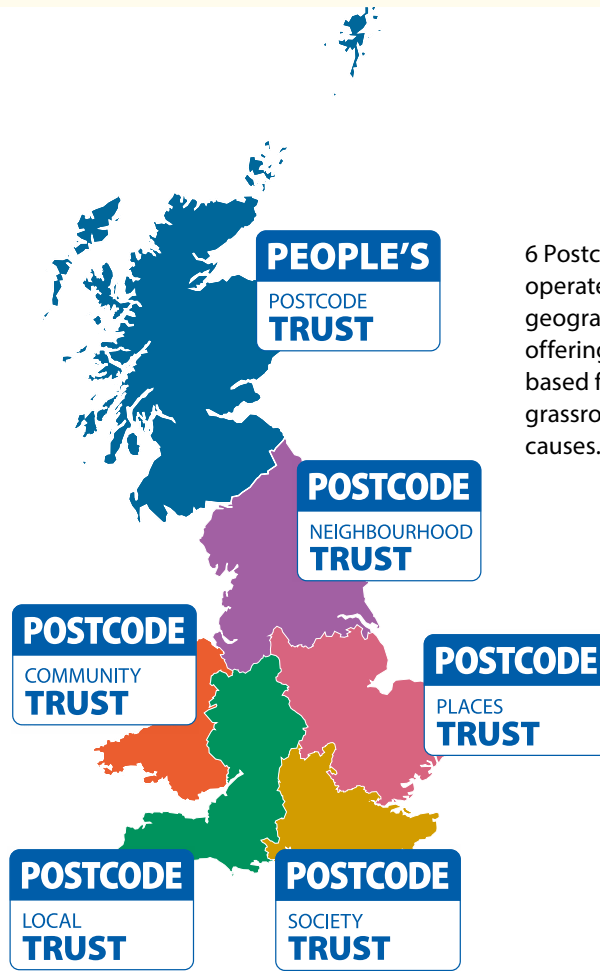 PEOPLE'S
POSTCODE
TRUST
6 Postc
operate
geogra
offering
based f
grassro
causes.
POSTCODE
NEIGHBOURHOOD
TRUST
POSTCODE
COMMUNITY
TRUST
POSTCODE
PLACES
TRUST
POSTCODE
LOCAL
TRUST
POSTCODE
SOCIETY
TRUST